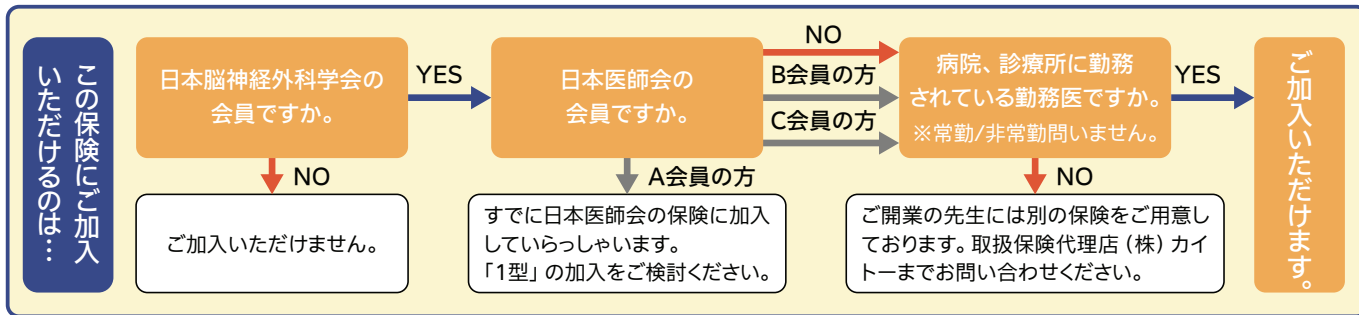 この保険にご加入
いただけるのは…
日本脳神経外科学会の
会員ですか。
YES
NO
ご加入いただけません。
日本医師会の
会員ですか。
NO
B会員の方
C会員の方
A会員の方
すでに日本医師会の保険に加入
していらっしゃいます。
「1型」の加入をご検討ください。
病院、診療所に勤務
されている勤務医ですか。
※常勤/非常勤問いません。
YES
NO
ご開業の先生には別の保険をご用意し
ております。取扱保険代理店(株)カイ
トーまでお問い合わせください。
ご加入いただけます。